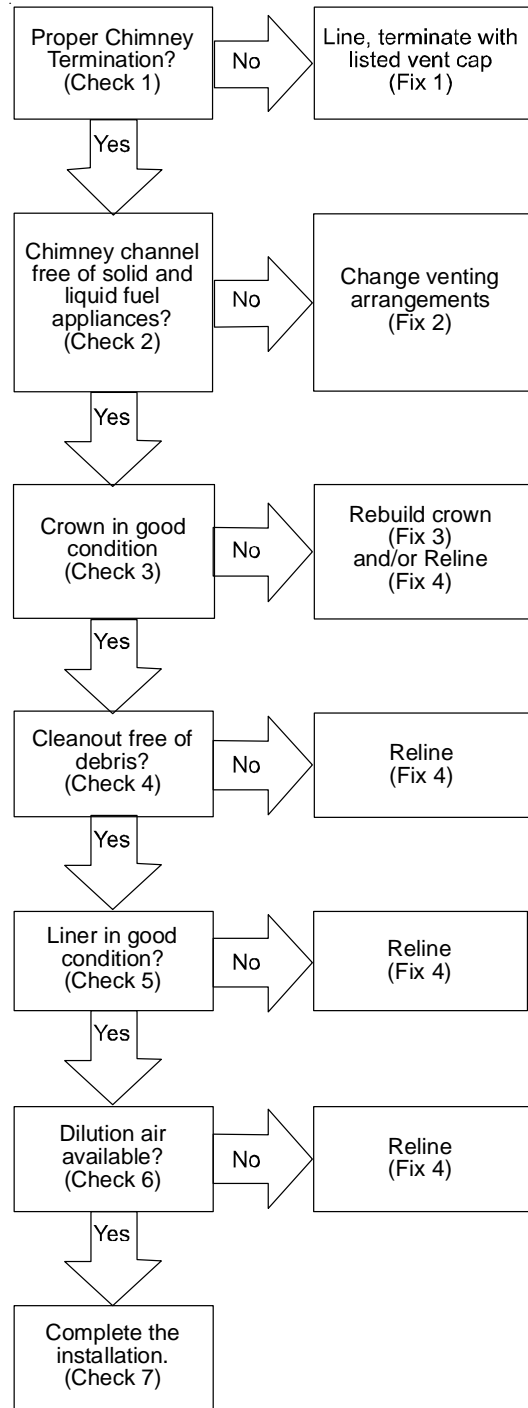 Proper Chimney
Termination?
(Check 1)
No
Line, terminate with
listed vent cap
(Fix 1)
Yes
Chimney channel
free of solid and
liquid fuel
appliances?
(Check 2)
No
Change venting
arrangements
(Fix 2)
Yes
Crown in good
condition
(Check 3)
No
Rebuild crown
(Fix 3)
and/or Reline
(Fix 4)
Yes
Cleanout free of
debris?
(Check 4)
No
Reline
(Fix 4)
Yes
Liner in good
condition?
(Check 5)
No
Reline
(Fix 4)
Yes
Dilution air
available?
(Check 6)
No
Reline
(Fix 4)
Yes
Complete the
installation.
(Check 7)